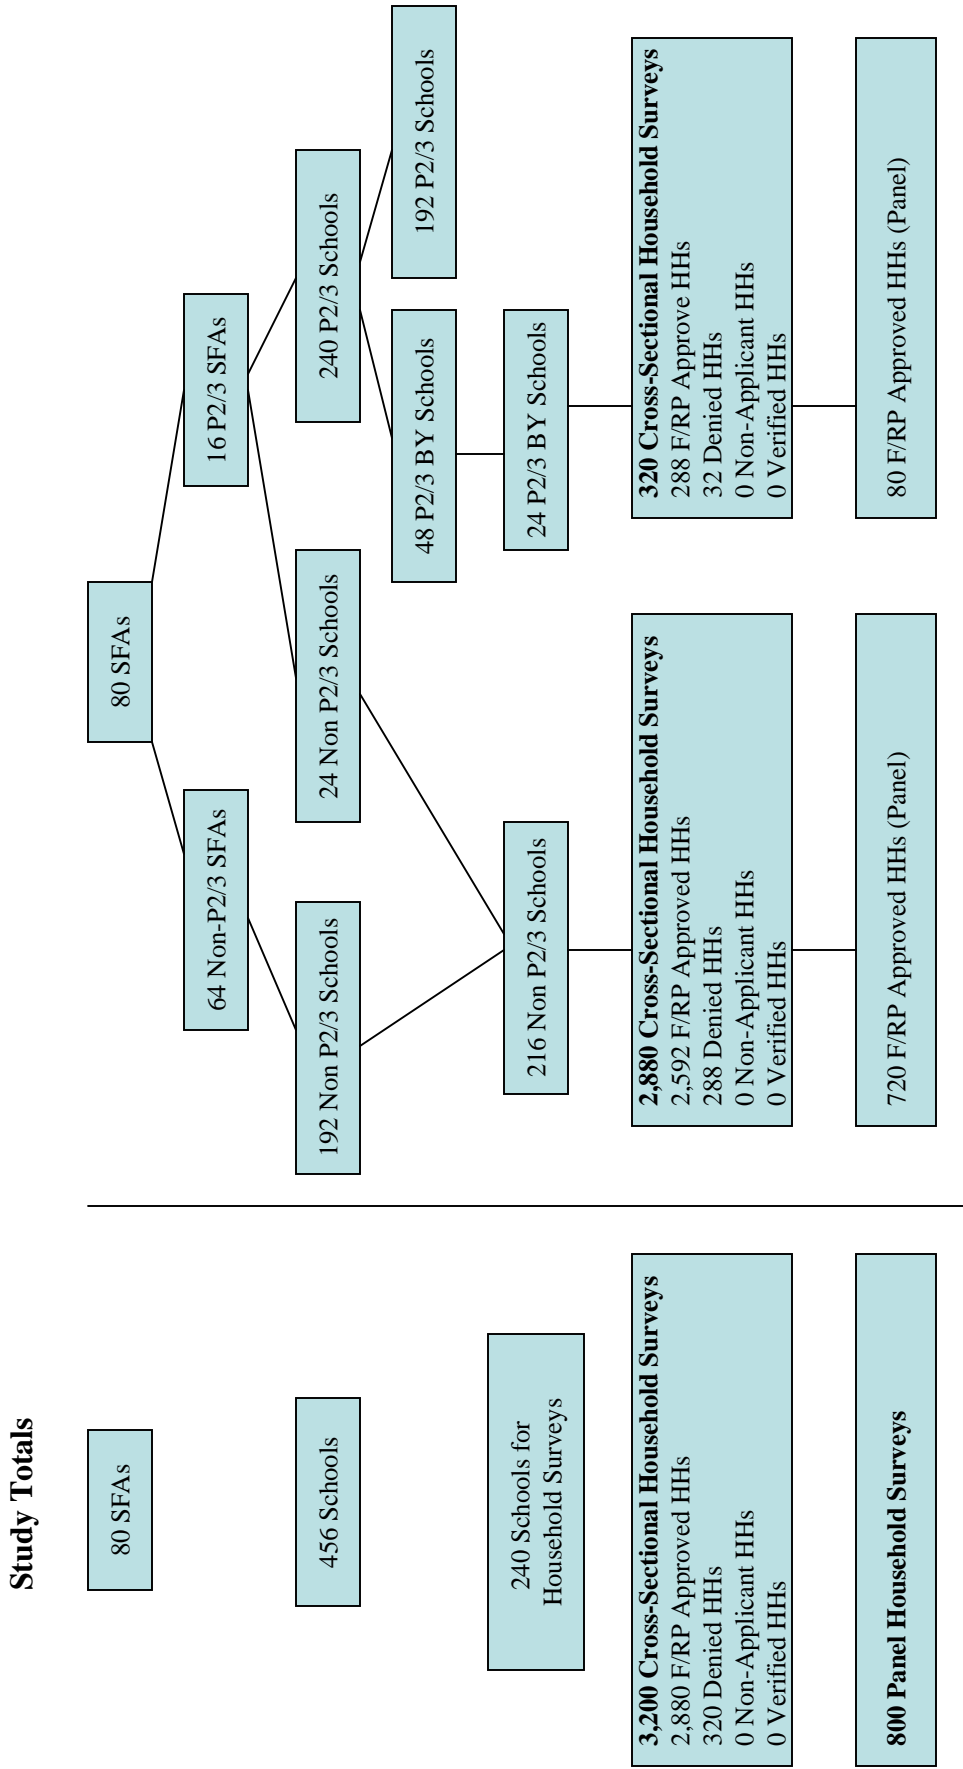 Study Totals
80 SFAs
456 Schools
240 Schools for
Household Surveys
3,200 Cross-Sectional Household Surveys
2,880 F/RP Approved HHs
320 Denied HHs
0 Non-Applicant HHs
0 Verified HHs
800 Panel Household Surveys
80 SFAs
64 Non-P2/3 SFAs
16 P2/3 SFAs
192 Non P2/3 Schools
24 Non P2/3 Schools
240 P2/3 Schools
48 P2/3 BY Schools
192 P2/3 Schools
216 Non P2/3 Schools
24 P2/3 BY Schools
2,880 Cross-Sectional Household Surveys
2,592 F/RP Approved HHs
288 Denied HHs
0 Non-Applicant HHs
0 Verified HHs
320 Cross-Sectional Household Surveys
288 F/RP Approve HHs
32 Denied HHs
0 Non-Applicant HHs
0 Verified HHs
720 F/RP Approved HHs (Panel)
80 F/RP Approved HHs (Panel)